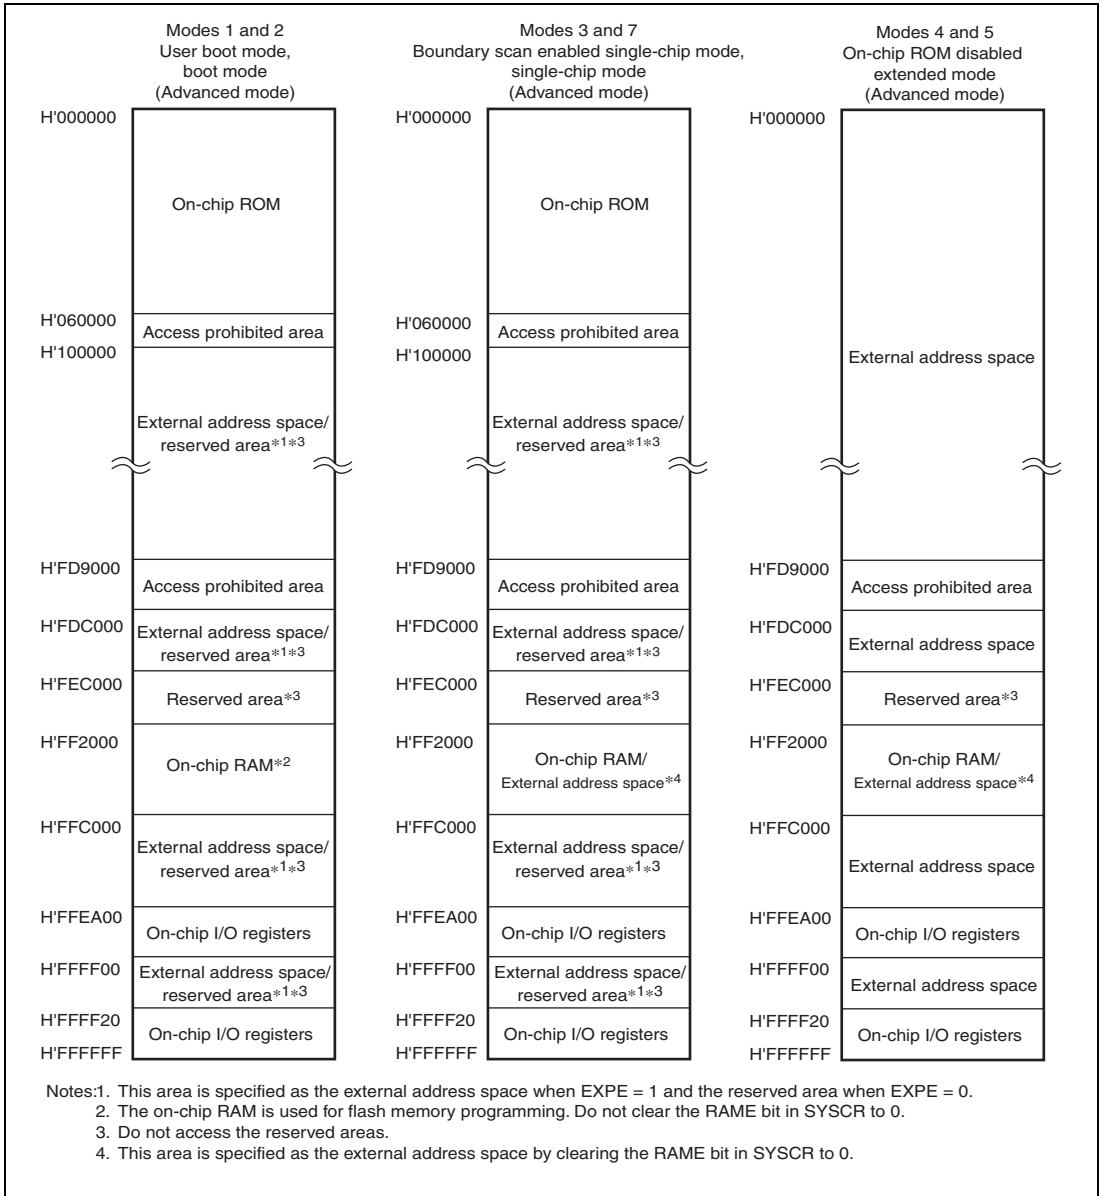 Modes 1 and 2
User boot mode,
boot mode
(Advanced mode)
H'000000
On-chip ROM
H'060000
Access prohibited area
H'100000
External address space/
reserved area*1*3
H'FD9000
Access prohibited area
H'FDC000
External address space/
reserved area*1*3
H'FEC000
Reserved area*3
H'FF2000
On-chip RAM*2
H'FFC000
External address space/
reserved area*1*3
H'FFEA00
On-chip I/O registers
H'FFFF00
External address space/
reserved area*1*3
H'FFFF20
On-chip I/O registers
H'FFFFFF
Modes 3 and 7
Boundary scan enabled single-chip mode,
single-chip mode
(Advanced mode)
H'000000
On-chip ROM
H'060000
Access prohibited area
H'100000
External address space/
reserved area*1*3
H'FD9000
Access prohibited area
H'FDC000
External address space/
reserved area*1*3
H'FEC000
Reserved area*3
H'FF2000
On-chip RAM/
External address space*4
H'FFC000
External address space/
reserved area*1*3
H'FFEA00
On-chip I/O registers
H'FFFF00
External address space/
reserved area*1*3
H'FFFF20
On-chip I/O registers
H'FFFFFF
Modes 4 and 5
On-chip ROM disabled
extended mode
(Advanced mode)
H'000000
External address space
H'FD9000
Access prohibited area
H'FDC000
External address space
H'FEC000
Reserved area*3
H'FF2000
On-chip RAM/
External address space*4
H'FFC000
External address space
H'FFEA00
On-chip I/O registers
H'FFFF00
External address space
H'FFFF20
On-chip I/O registers
H'FFFFFF
Notes:1. This area is specified as the external address space when EXPE = 1 and the reserved area when EXPE = 0.
2. The on-chip RAM is used for flash memory programming. Do not clear the RAME bit in SYSCR to 0.
3. Do not access the reserved areas.
4. This area is specified as the external address space by clearing the RAME bit in SYSCR to 0.